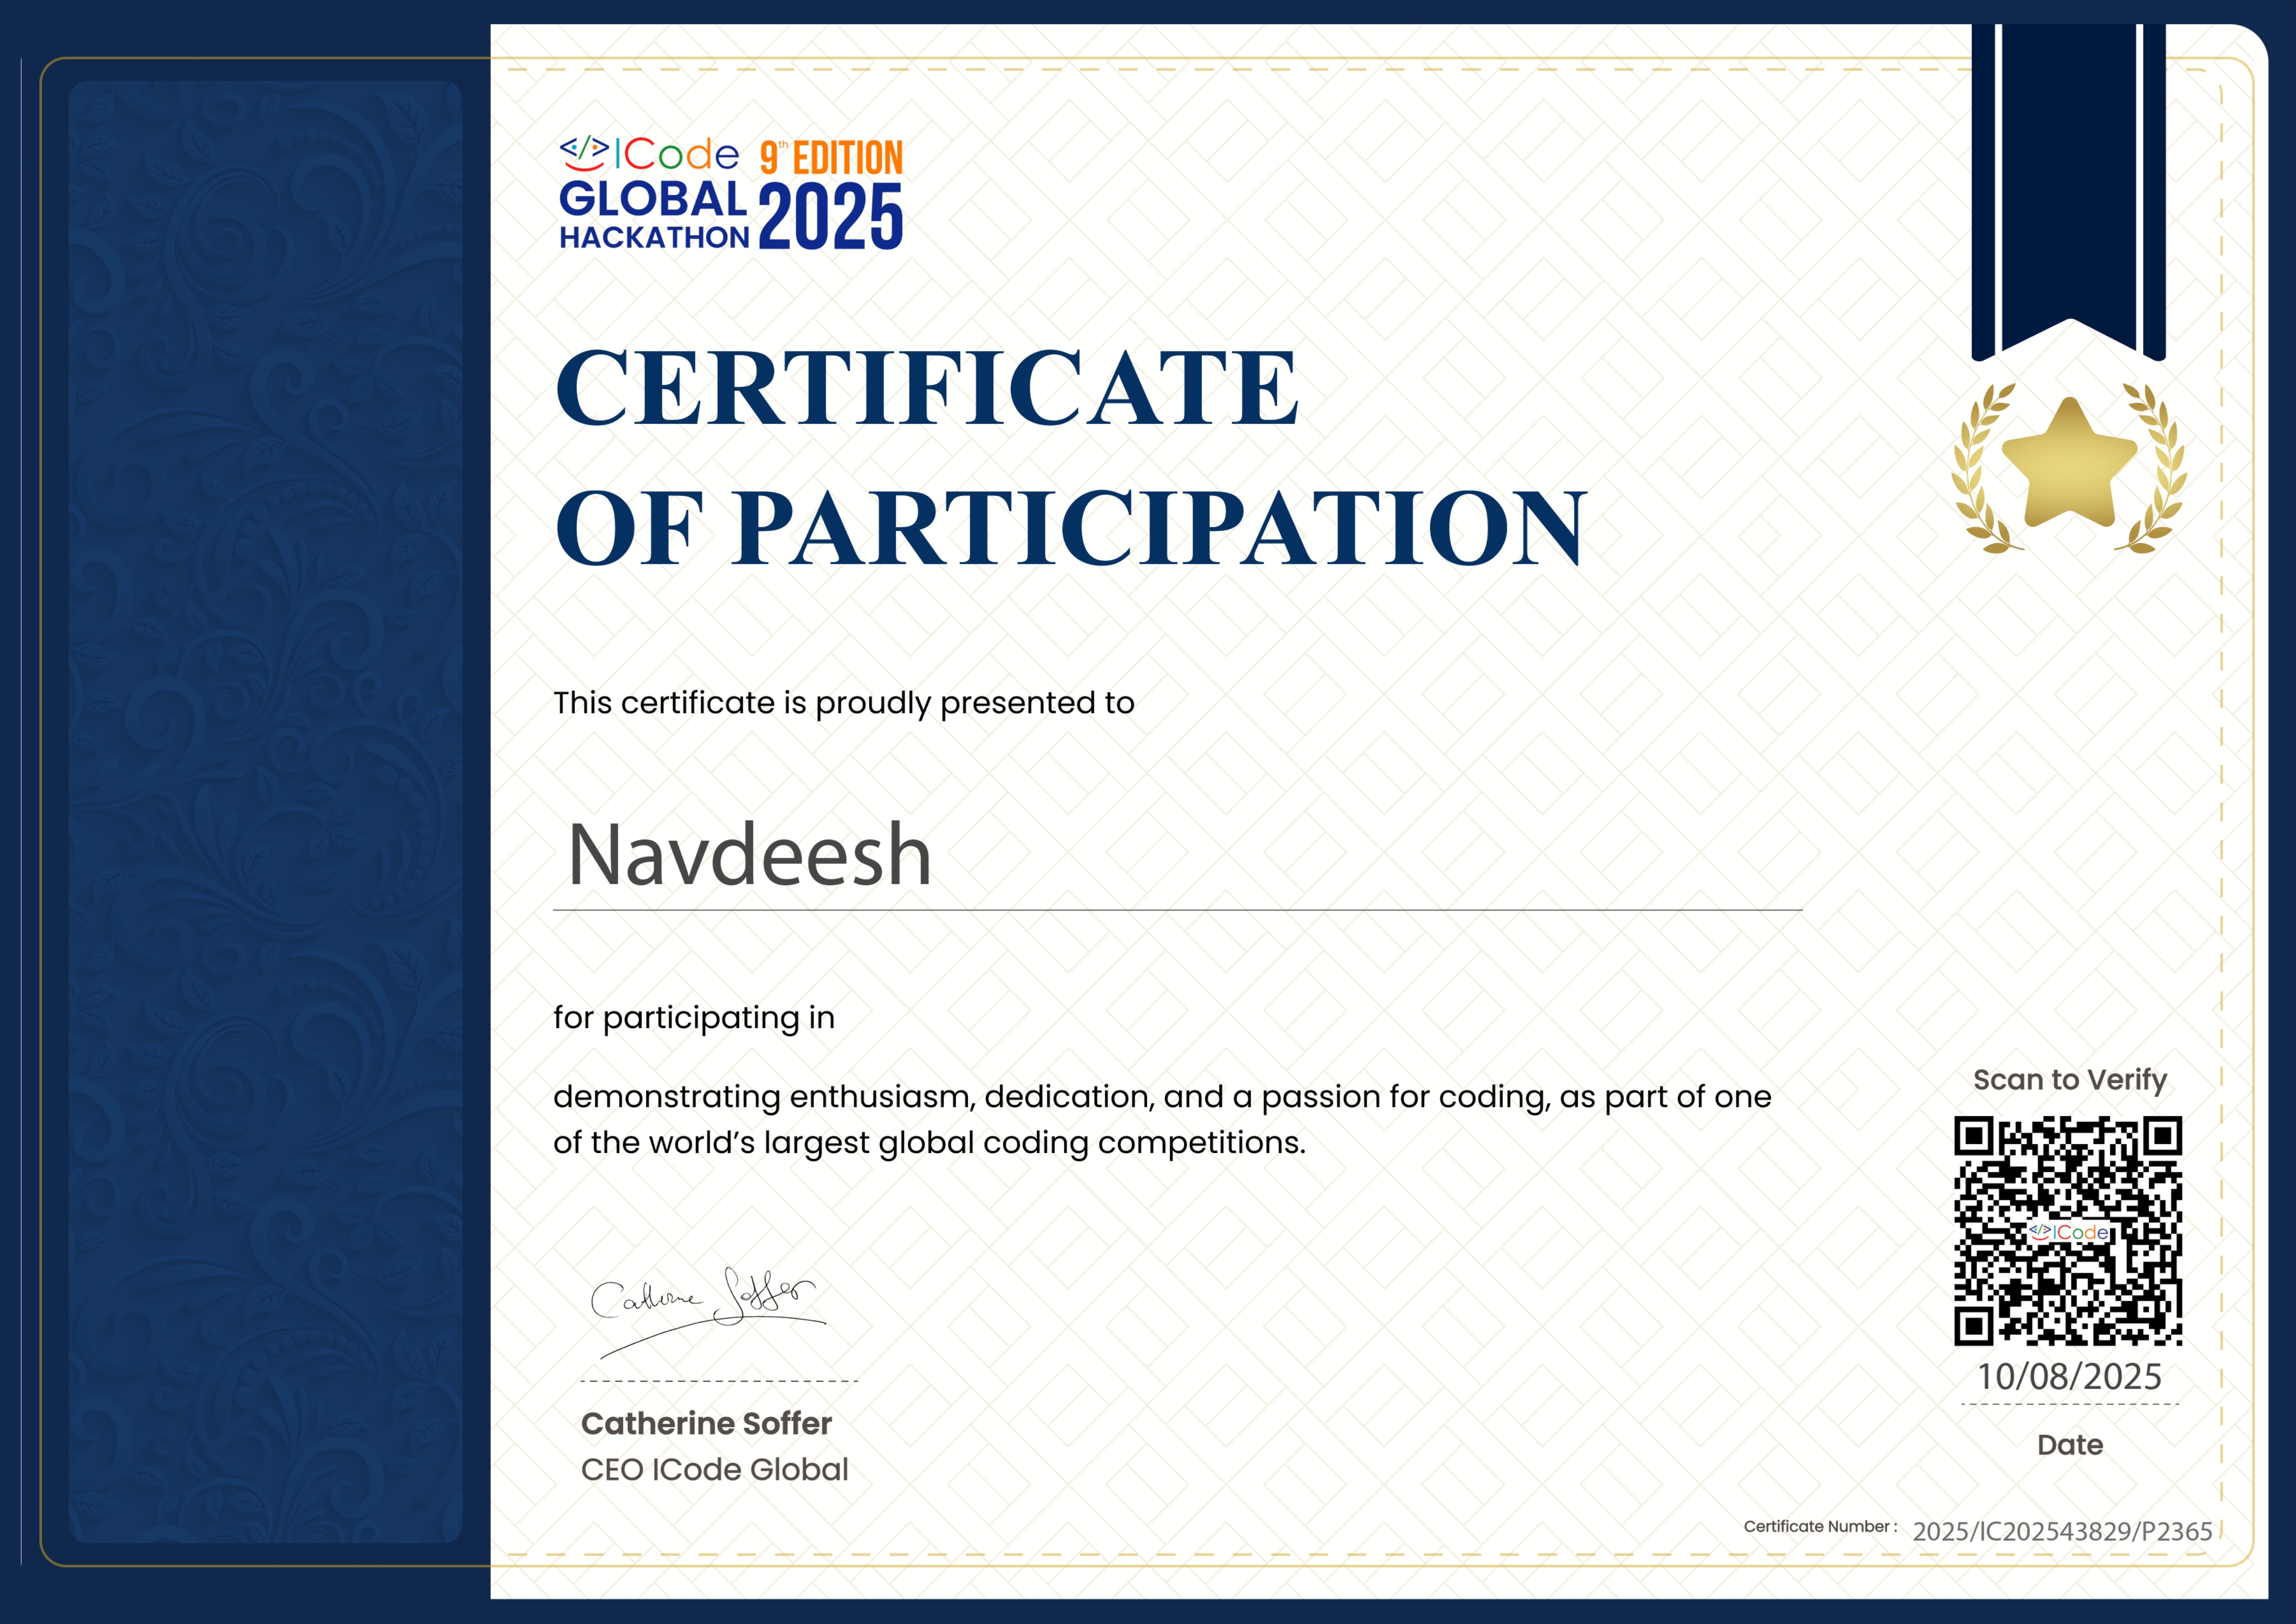 </>ICode 9th EDITION
GLOBAL 2025
HACKATHON
CERTIFICATE
OF PARTICIPATION
This certificate is proudly presented to
Navdeesh
for participating in
demonstrating enthusiasm, dedication, and a passion for coding, as part of one
of the world’s largest global coding competitions.
Catherine Soffer
Catherine Soffer
CEO ICode Global
Scan to Verify
</>ICode
10/08/2025
Date
Certificate Number : 2025/IC202543829/P2365